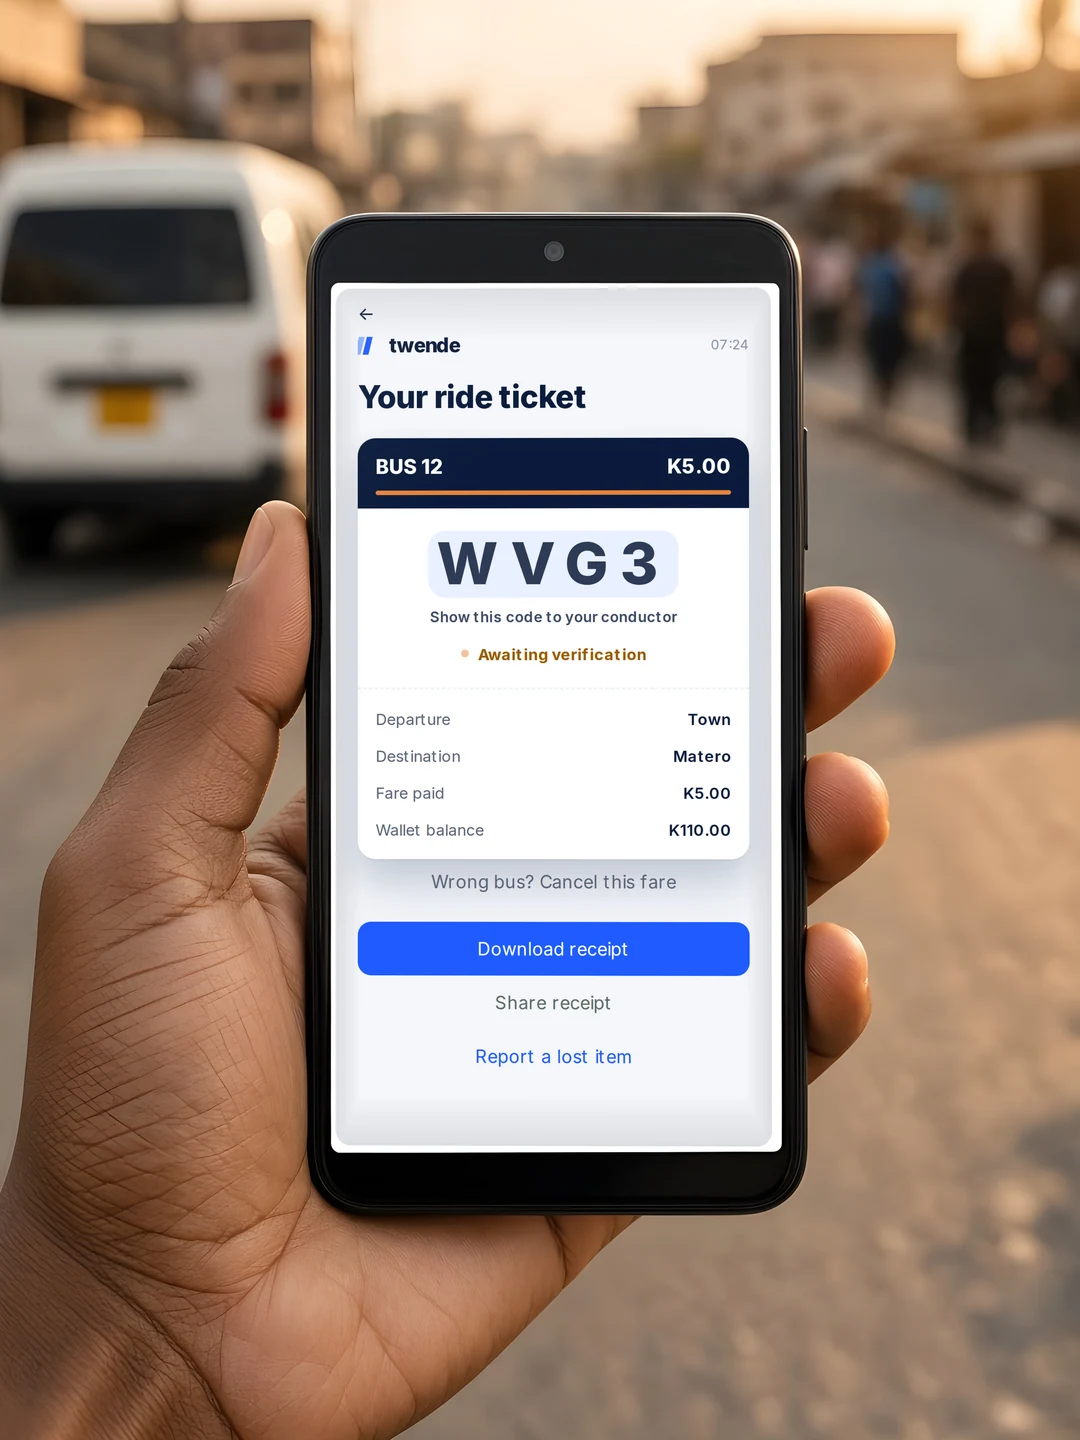 ←
twende 07:24
Your ride ticket
BUS 12 K5.00
WVG3
Show this code to your conductor
Awaiting verification
Departure Town
Destination Matero
Fare paid K5.00
Wallet balance K110.00
Wrong bus? Cancel this fare
Download receipt
Share receipt
Report a lost item